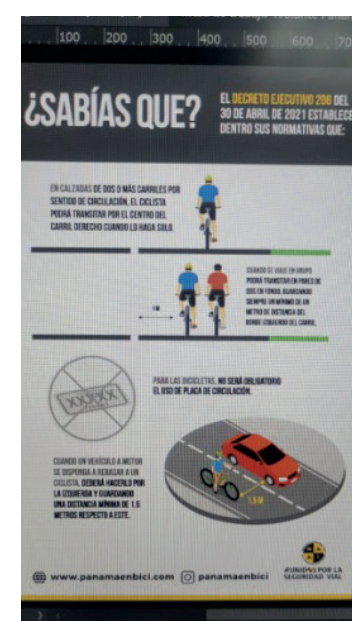 100 200 300 400 500 600
¿SABÍAS QUE?
EL DECRETO EJECUTIVO 206 DEL
30 DE ABRIL DE 2021 ESTABLECE
DENTRO SUS NORMATIVAS QUE:
EN CALZADAS DE DOS O MÁS CARRILES POR
SENTIDO DE CIRCULACIÓN, EL CICLISTA
PODRÁ TRANSITAR POR EL CENTRO DEL
CARRIL DERECHO CUANDO LO HAGA SOLO.
CUANDO SE VIAJE EN GRUPO
PODRÁ TRANSITAR EN PARES DE
DOS EN FONDO, GUARDANDO
SIEMPRE UN MÍNIMO DE UN
METRO DE DISTANCIA DEL
BORDE IZQUIERDO DEL CARRIL.
1 M
XXXXXX
PARA LAS BICICLETAS, NO SERÁ OBLIGATORIO
EL USO DE PLACA DE CIRCULACIÓN.
CUANDO UN VEHÍCULO A MOTOR
SE DISPONGA A REBASAR A UN
CICLISTA, DEBERÁ HACERLO POR
LA IZQUIERDA Y GUARDANDO
UNA DISTANCIA MÍNIMA DE 1.5
METROS RESPECTO A ESTE.
1.5 M
www.panamaenbici.com panamaenbici
#UNIDOS POR LA
SEGURIDAD VIAL